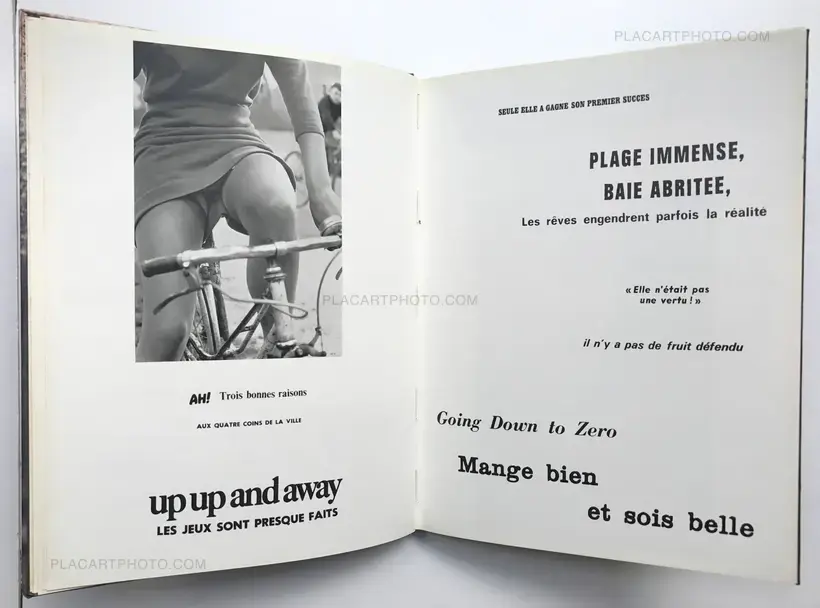 PLACARTPHOTO.COM
SEULE ELLE A GAGNE SON PREMIER SUCCES
PLAGE IMMENSE,
BAIE ABRITEE,
Les rêves engendrent parfois la réalité
« Elle n'était pas
une vertu ! »
PLACARTPHOTO.COM
il n'y a pas de fruit défendu
AH! Trois bonnes raisons
AUX QUATRE COINS DE LA VILLE
up up and away
LES JEUX SONT PRESQUE FAITS
Going Down to Zero
Mange bien
et sois belle
PLACARTPHOTO.COM
PLACARTPHOTO.COM